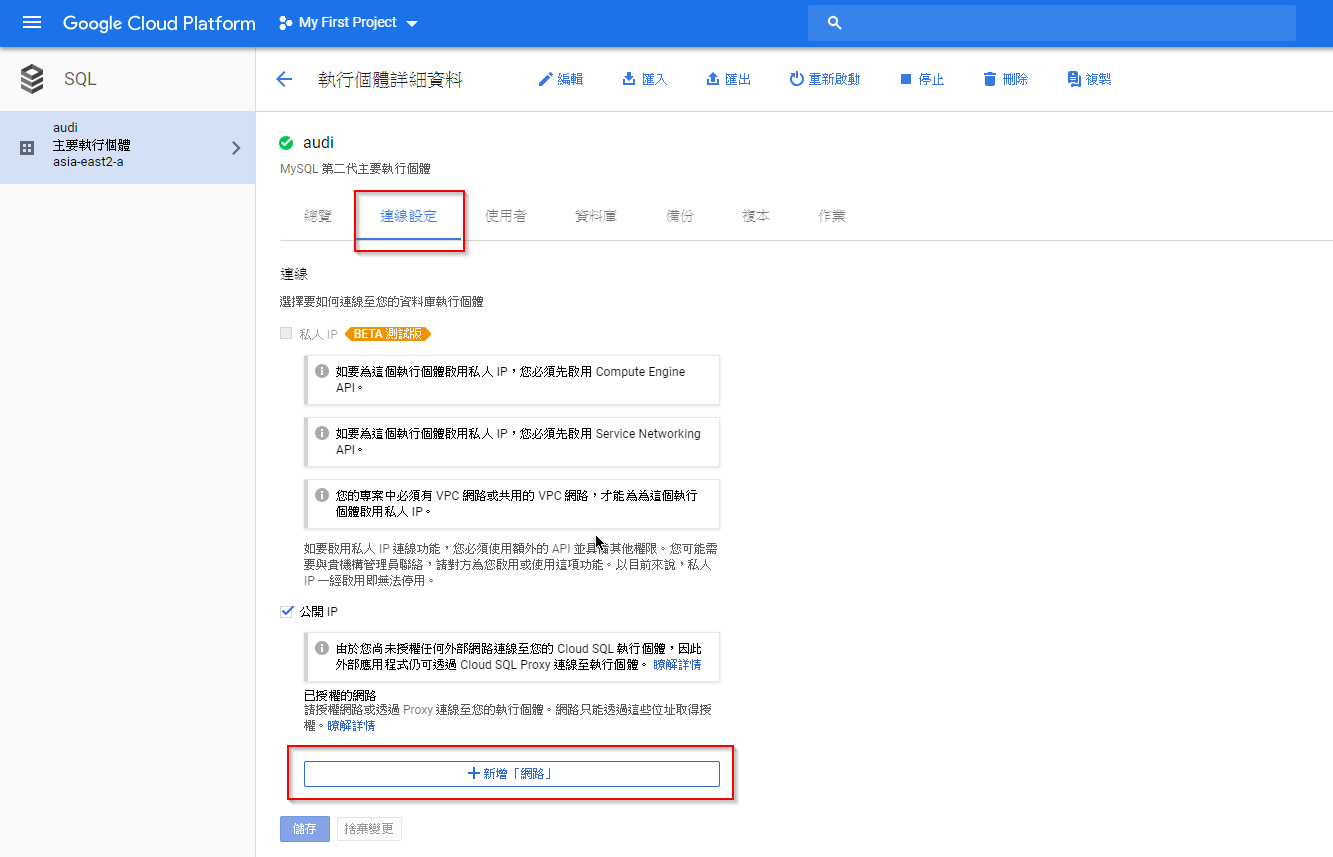 Google Cloud Platform My First Project
SQL
執行個體詳細資料 編輯 匯入 匯出 重新啟動 停止 刪除 複製
audi
主要執行個體
asia-east2-a
audi
MySQL 第二代主要執行個體
總覽 連線設定 使用者 資料庫 備份 複本 作業
連線
選擇要如何連線至您的資料庫執行個體
私人 IP BETA 測試版
如要為這個執行個體啟用私人 IP，您必須先啟用 Compute Engine
API。
如要為這個執行個體啟用私人 IP，您必須先啟用 Service Networking
API。
您的專案中必須有 VPC 網路或共用的 VPC 網路，才能為為這個執行
個體啟用私人 IP。
如要啟用私人 IP 連線功能，您必須使用額外的 API 並具備其他權限。您可能需
要與貴機構管理員聯絡，請對方為您啟用或使用這項功能。以目前來說，私人
IP 一經啟用即無法停用。
公開 IP
由於您尚未授權任何外部網路連線至您的 Cloud SQL 執行個體，因此
外部應用程式仍可透過 Cloud SQL Proxy 連線至執行個體。 瞭解詳情
已授權的網路
請授權網路或透過 Proxy 連線至您的執行個體。網路只能透過這些位址取得授
權。瞭解詳情
+ 新增「網路」
儲存 捨棄變更